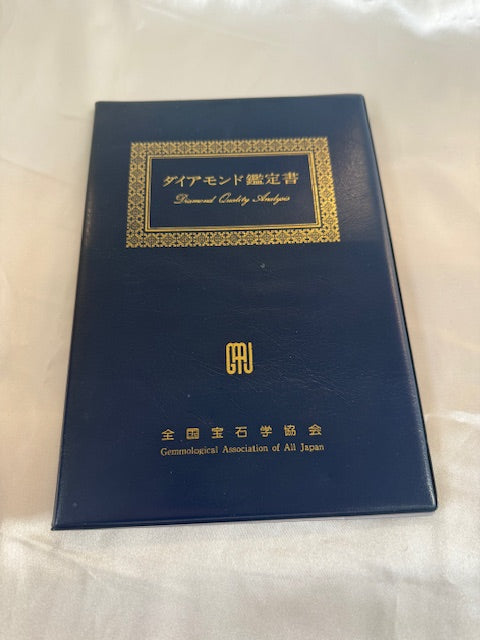 ダイアモンド鑑定書
Diamond Quality Analysis
GAAJ
全国宝石学協会
Gemmological Association of All Japan